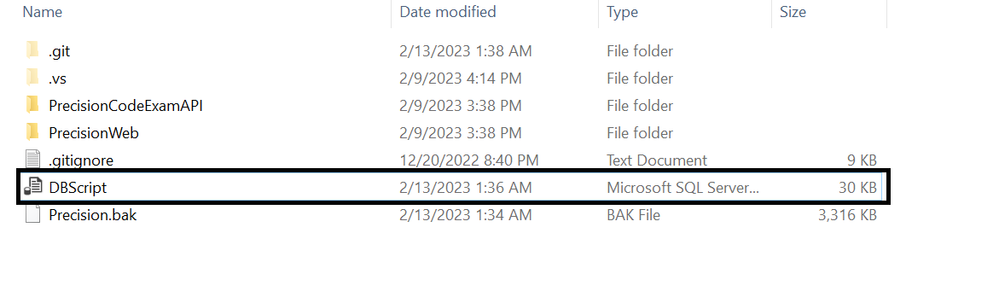 Name Date modified Type Size
.git 2/13/2023 1:38 AM File folder
.vs 2/9/2023 4:14 PM File folder
PrecisionCodeExamAPI 2/9/2023 3:38 PM File folder
PrecisionWeb 2/9/2023 3:38 PM File folder
.gitignore 12/20/2022 8:40 PM Text Document 9 KB
DBScript 2/13/2023 1:36 AM Microsoft SQL Server... 30 KB
Precision.bak 2/13/2023 1:34 AM BAK File 3,316 KB